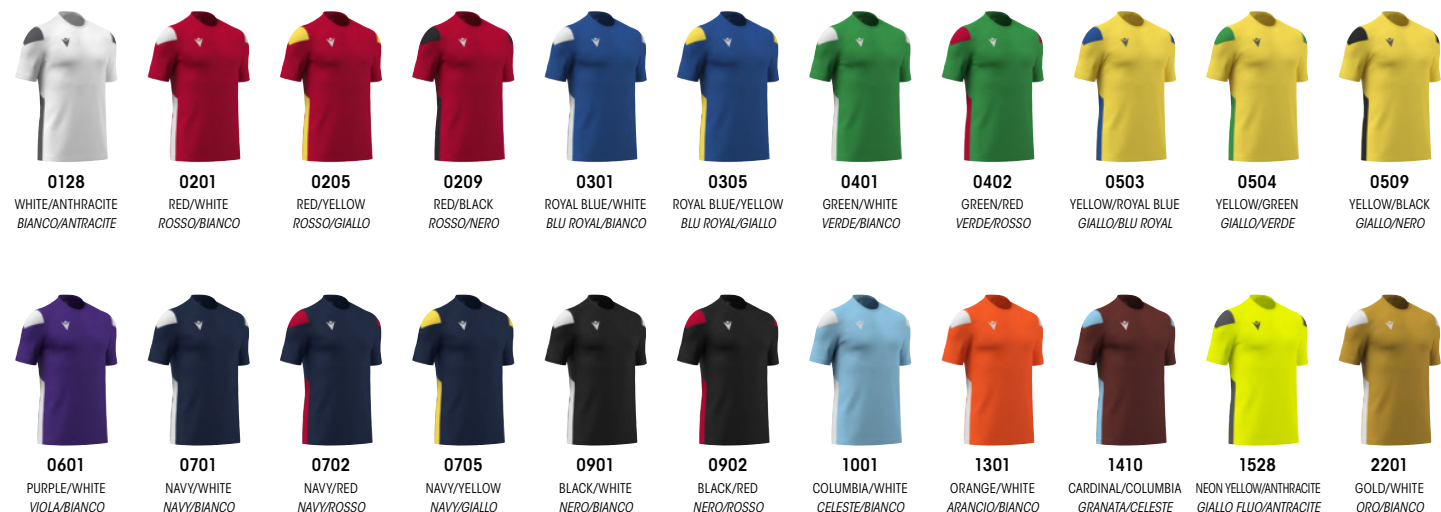 0128 0201 0205 0209 0301 0305 0401 0402 0503 0504 0509
WHITE/ANTHRACITE RED/WHITE RED/YELLOW RED/BLACK ROYAL BLUE/WHITE ROYAL BLUE/YELLOW GREEN/WHITE GREEN/RED YELLOW/ROYAL BLUE YELLOW/GREEN YELLOW/BLACK
BIANCO/ANTRACITE ROSSO/BIANCO ROSSO/GIALLO ROSSO/NERO BLU ROYAL/BIANCO BLU ROYAL/GIALLO VERDE/BIANCO VERDE/ROSSO GIALLO/BLU ROYAL GIALLO/VERDE GIALLO/NERO
0601 0701 0702 0705 0901 0902 1001 1301 1410 1528 2201
PURPLE/WHITE NAVY/WHITE NAVY/RED NAVY/YELLOW BLACK/WHITE BLACK/RED COLUMBIA/WHITE ORANGE/WHITE CARDINAL/COLUMBIA NEON YELLOW/ANTHRACITE GOLD/WHITE
VIOLA/BIANCO NAVY/BIANCO NAVY/ROSSO NAVY/GIALLO NERO/BIANCO NERO/ROSSO CELESTE/BIANCO ARANCIO/BIANCO GRANATA/CELESTE GIALLO FLUO/ANTRACITE ORO/BIANCO